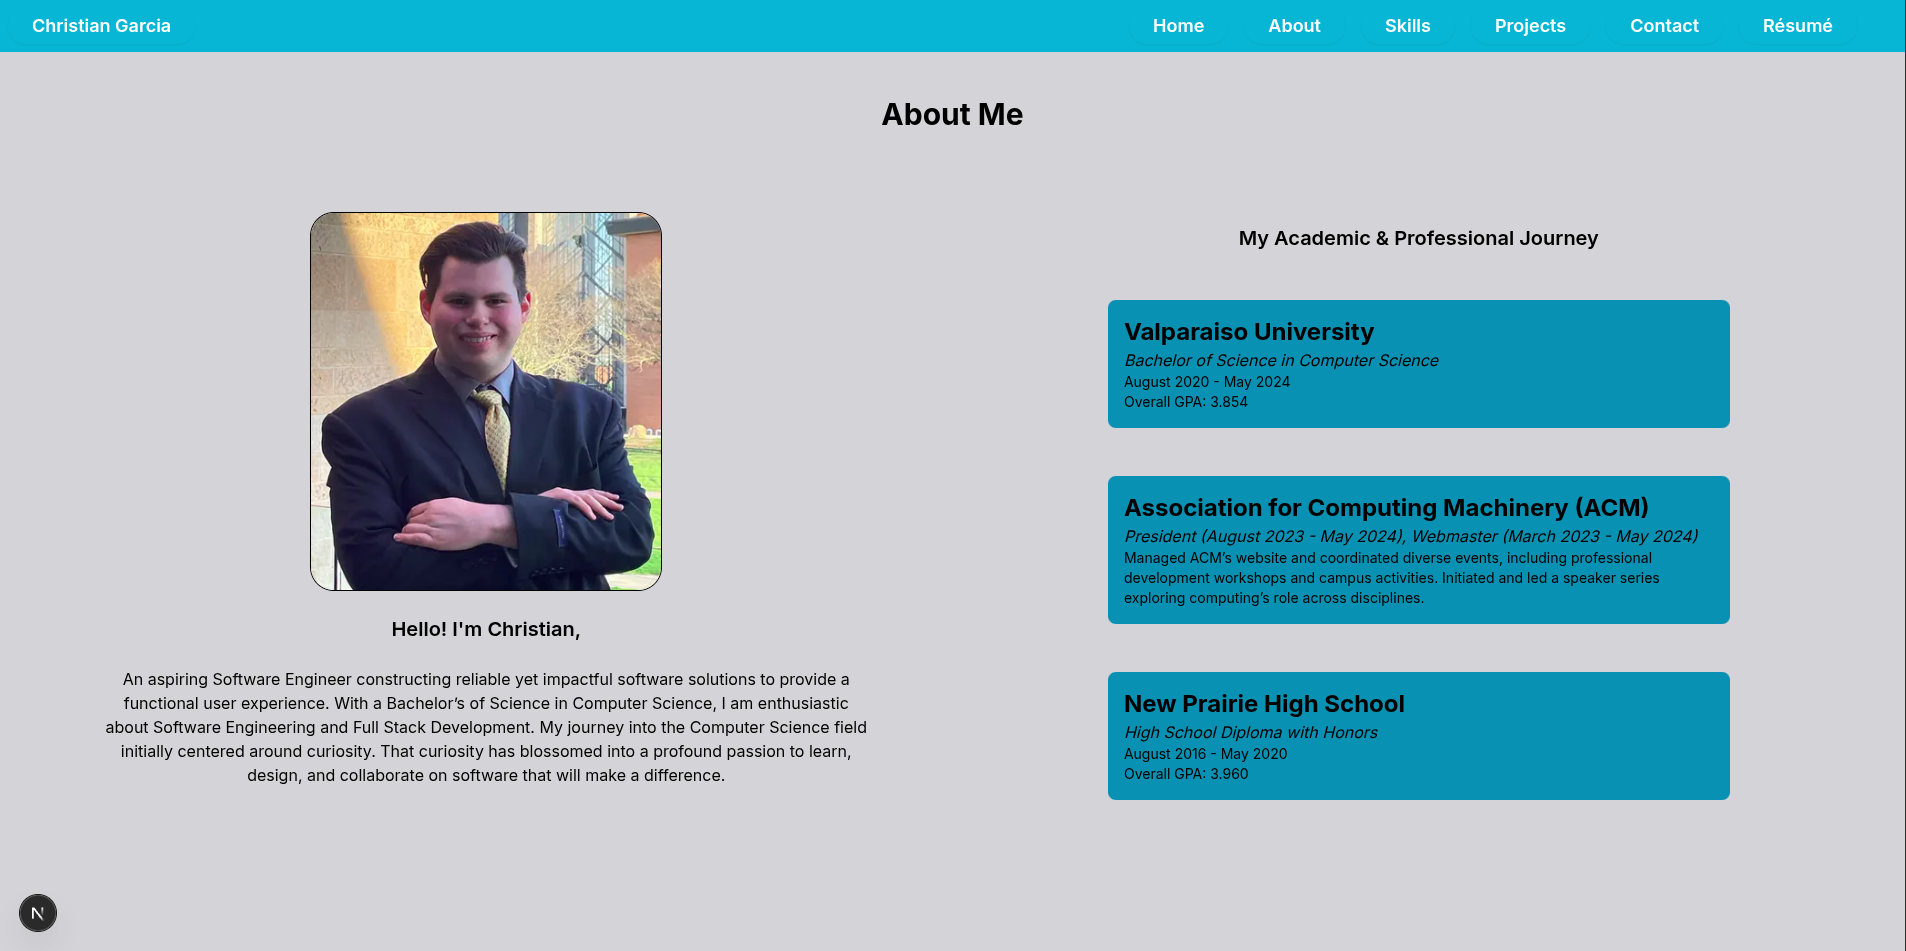 Christian Garcia
Home
About
Skills
Projects
Contact
Résumé
About Me
Hello! I'm Christian,
An aspiring Software Engineer constructing reliable yet impactful software solutions to provide a
functional user experience. With a Bachelor’s of Science in Computer Science, I am enthusiastic
about Software Engineering and Full Stack Development. My journey into the Computer Science field
initially centered around curiosity. That curiosity has blossomed into a profound passion to learn,
design, and collaborate on software that will make a difference.
My Academic & Professional Journey
Valparaiso University
Bachelor of Science in Computer Science
August 2020 - May 2024
Overall GPA: 3.854
Association for Computing Machinery (ACM)
President (August 2023 - May 2024), Webmaster (March 2023 - May 2024)
Managed ACM’s website and coordinated diverse events, including professional
development workshops and campus activities. Initiated and led a speaker series
exploring computing’s role across disciplines.
New Prairie High School
High School Diploma with Honors
August 2016 - May 2020
Overall GPA: 3.960
N